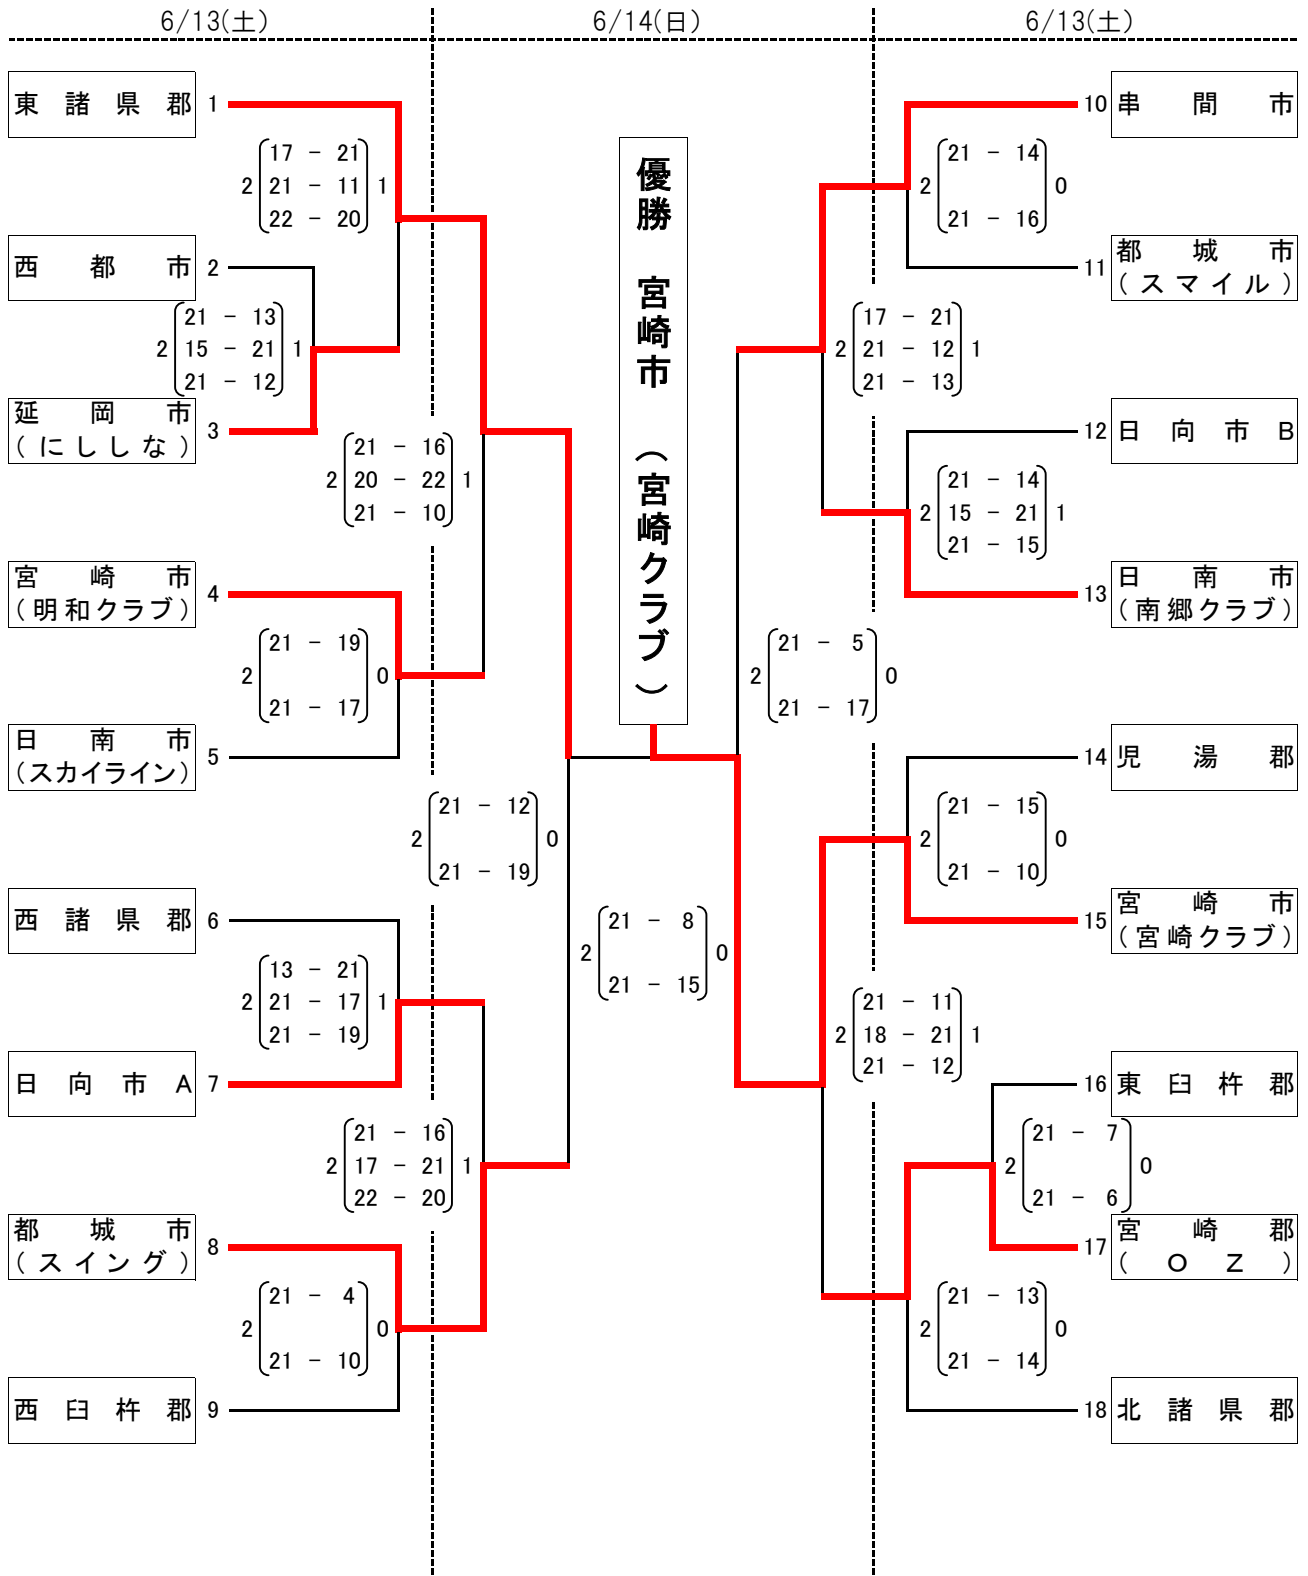 6/13(土)
6/14(日)
6/13(土)
東諸県郡 1
17 － 21
2 21 － 11 1
22 － 20
西都市 2
21 － 13
2 15 － 21 1
21 － 12
延岡市
(にししな) 3
21 － 16
2 20 － 22 1
21 － 10
宮崎市
(明和クラブ) 4
21 － 19
2 0
21 － 17
日南市
(スカイライン) 5
21 － 12
2 0
21 － 19
西諸県郡 6
13 － 21
2 21 － 17 1
21 － 19
日向市A 7
21 － 16
2 17 － 21 1
22 － 20
都城市
(スイング) 8
21 － 4
2 0
21 － 10
西臼杵郡 9
優勝 宮崎市 (宮崎クラブ)
21 － 8
2 0
21 － 15
10 串間市
21 － 14
2 0
21 － 16
11 都城市
(スマイル)
17 － 21
2 21 － 12 1
21 － 13
12 日向市B
21 － 14
2 15 － 21 1
21 － 15
13 日南市
(南郷クラブ)
21 － 5
2 0
21 － 17
14 児湯郡
21 － 15
2 0
21 － 10
15 宮崎市
(宮崎クラブ)
21 － 11
2 18 － 21 1
21 － 12
16 東臼杵郡
21 － 7
2 0
21 － 6
17 宮崎郡
(OZ)
21 － 13
2 0
21 － 14
18 北諸県郡